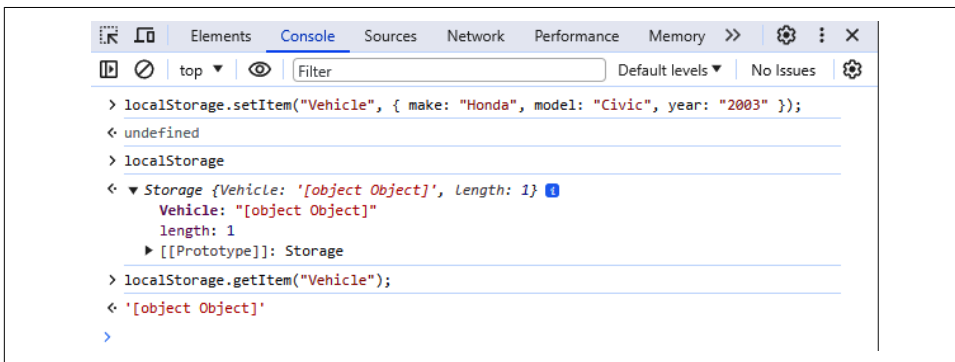 Elements Console Sources Network Performance Memory
top Filter Default levels No Issues
> localStorage.setItem("Vehicle", { make: "Honda", model: "Civic", year: "2003" });
undefined
> localStorage
Storage {Vehicle: '[object Object]', length: 1} i
Vehicle: "[object Object]"
length: 1
[[Prototype]]: Storage
> localStorage.getItem("Vehicle");
'[object Object]'
>